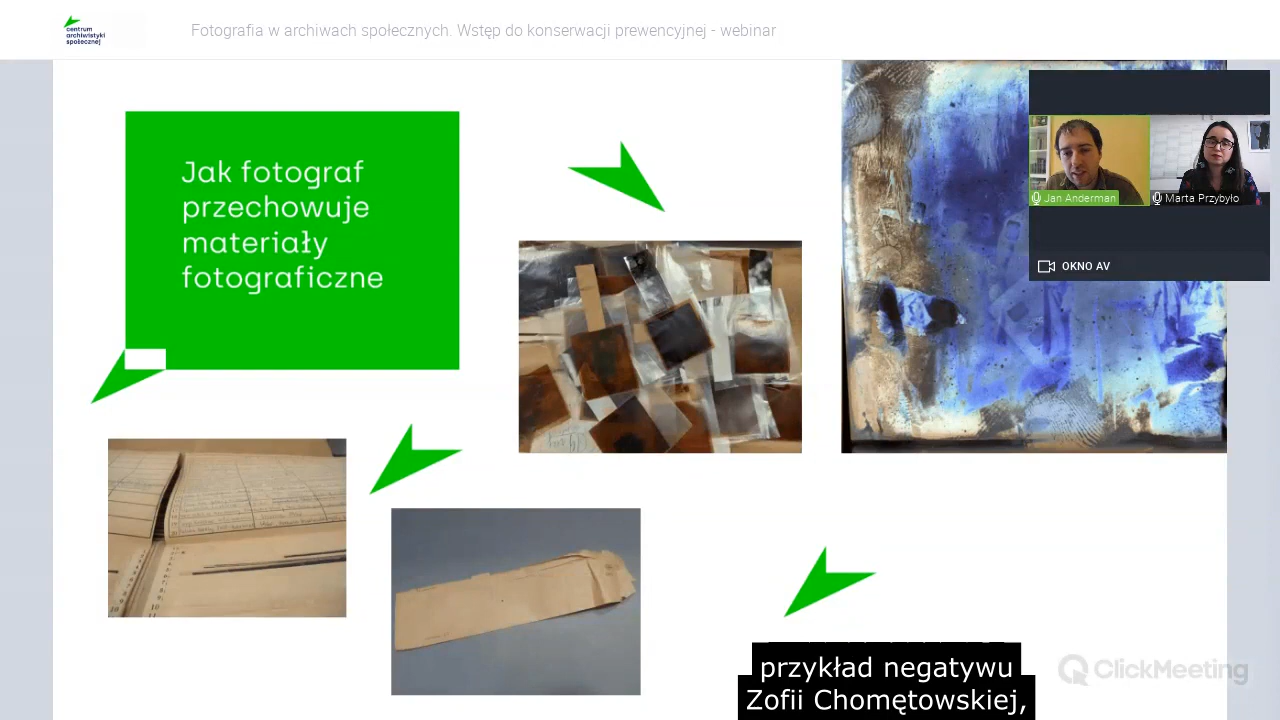 centrum
archiwistyki
społecznej
Fotografia w archiwach społecznych. Wstęp do konserwacji prewencyjnej - webinar
Jak fotograf
przechowuje
materiały
fotograficzne
Jan Anderman
Marta Przybyło
OKNO AV
przykład negatywu
Zofii Chomętowskiej,
ClickMeeting